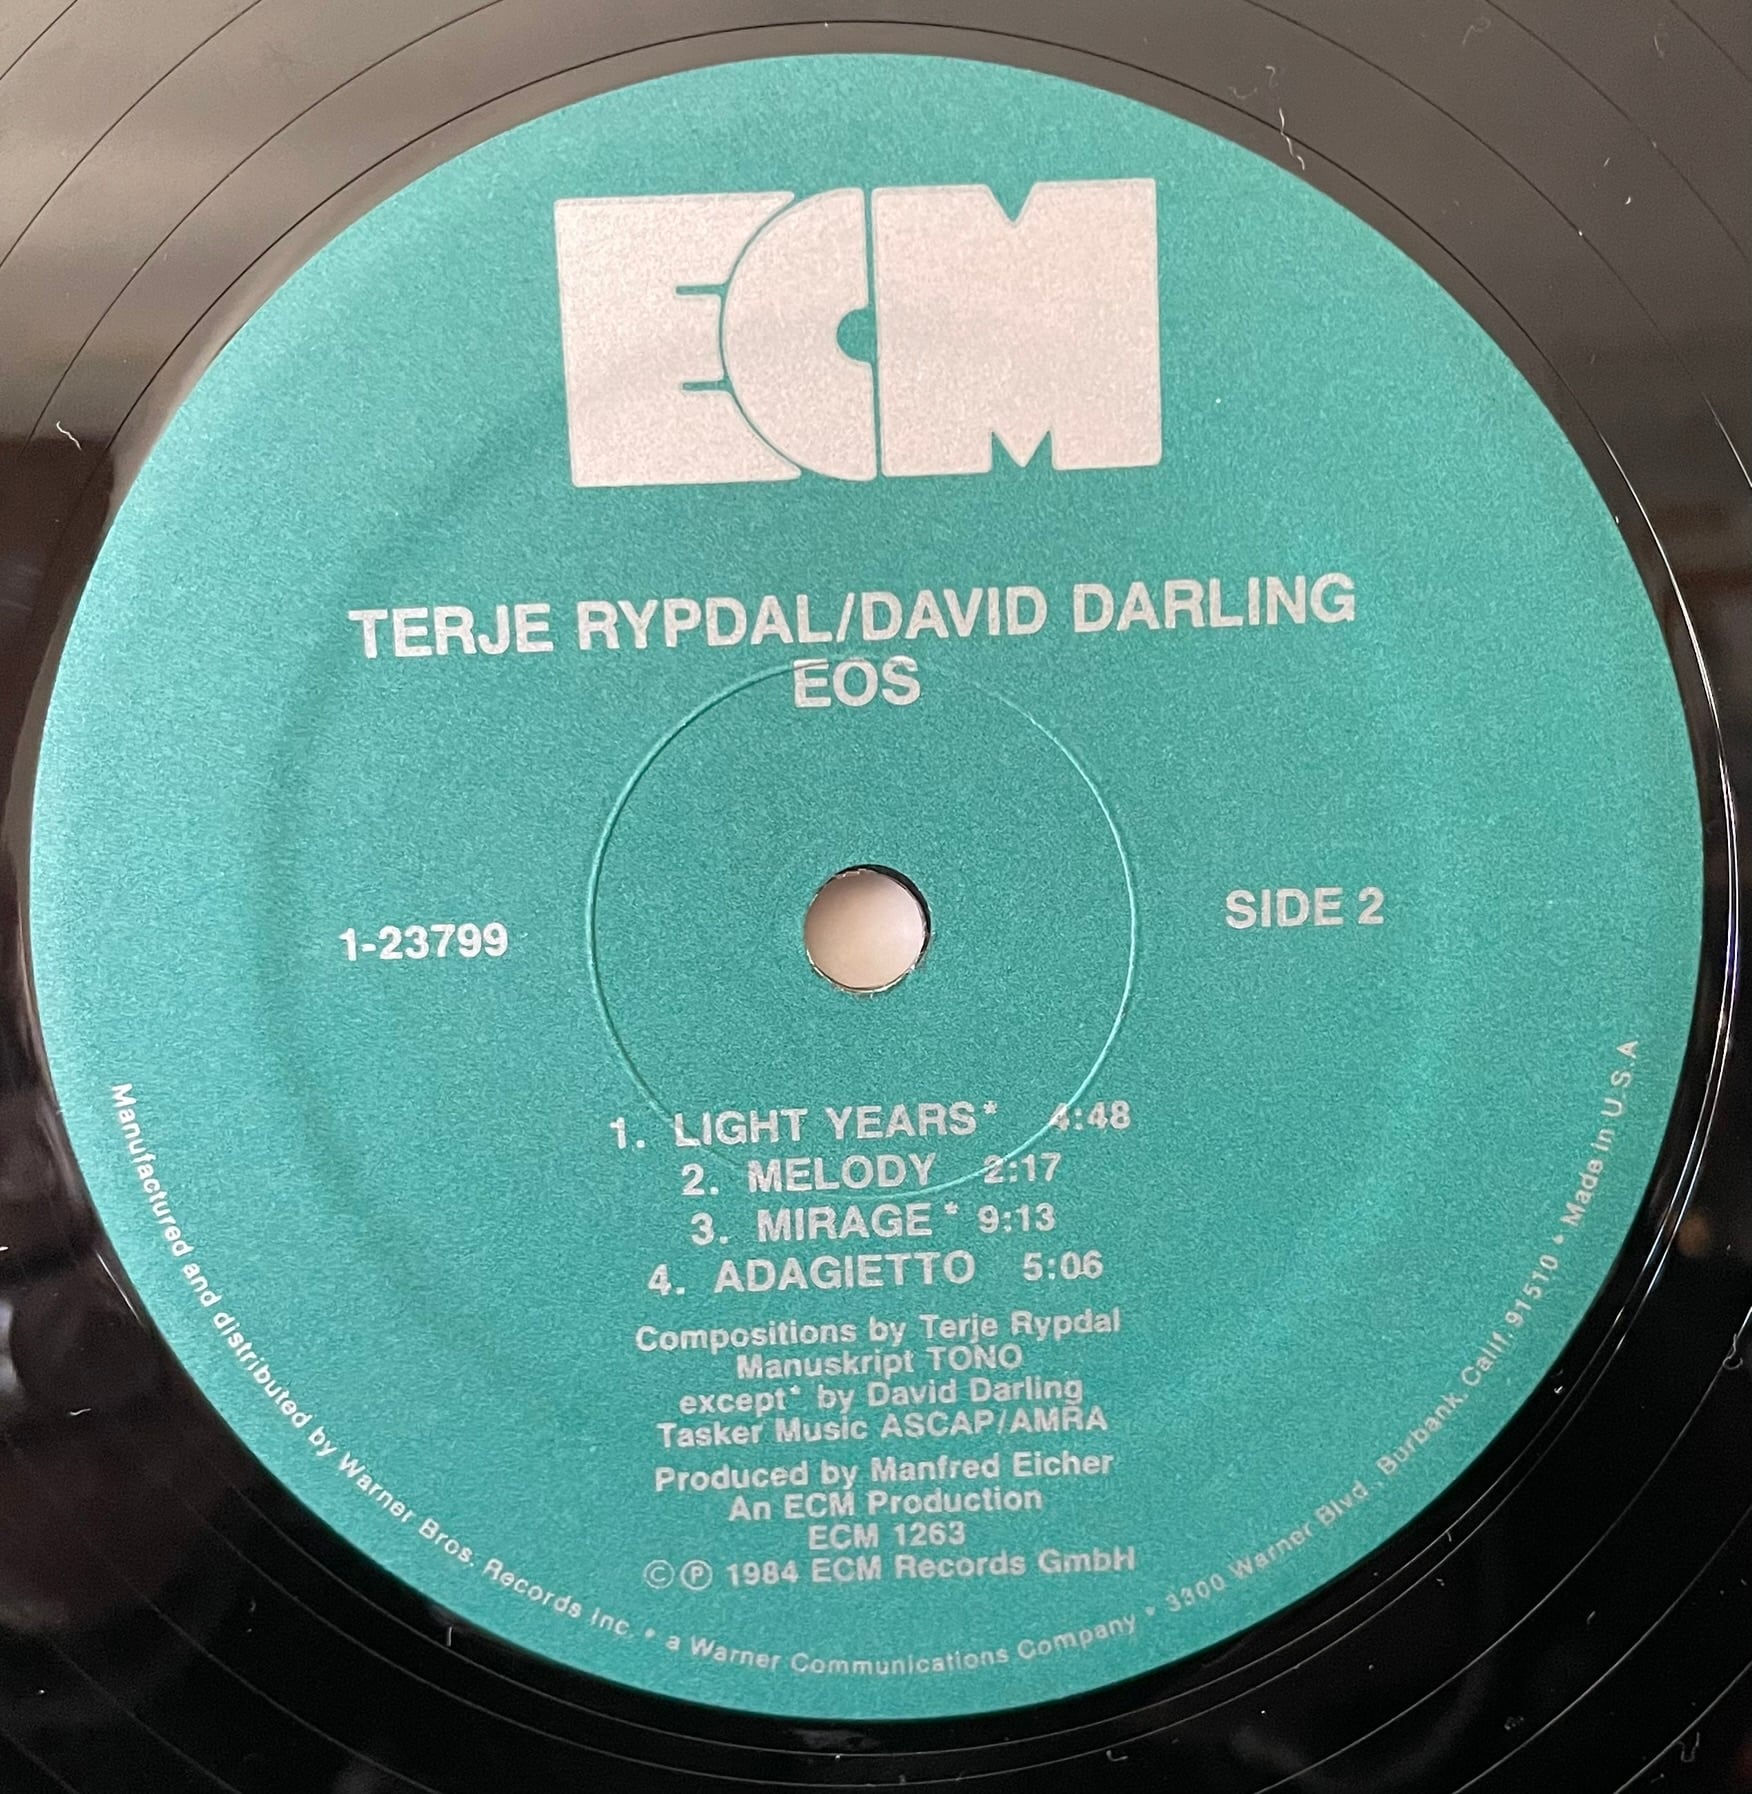 ECM
TERJE RYPDAL/DAVID DARLING
EOS
1-23799
SIDE 2
1. LIGHT YEARS* 4:48
2. MELODY 2:17
3. MIRAGE* 9:13
4. ADAGIETTO 5:06
Compositions by Terje Rypdal
Manuskript TONO
except* by David Darling
Tasker Music ASCAP/AMRA
Produced by Manfred Eicher
An ECM Production
ECM 1263
©℗ 1984 ECM Records GmbH
Manufactured and distributed by Warner Bros. Records Inc. • a Warner Communications Company • 3300 Warner Blvd., Burbank, Calif. 91510 • Made in U.S.A